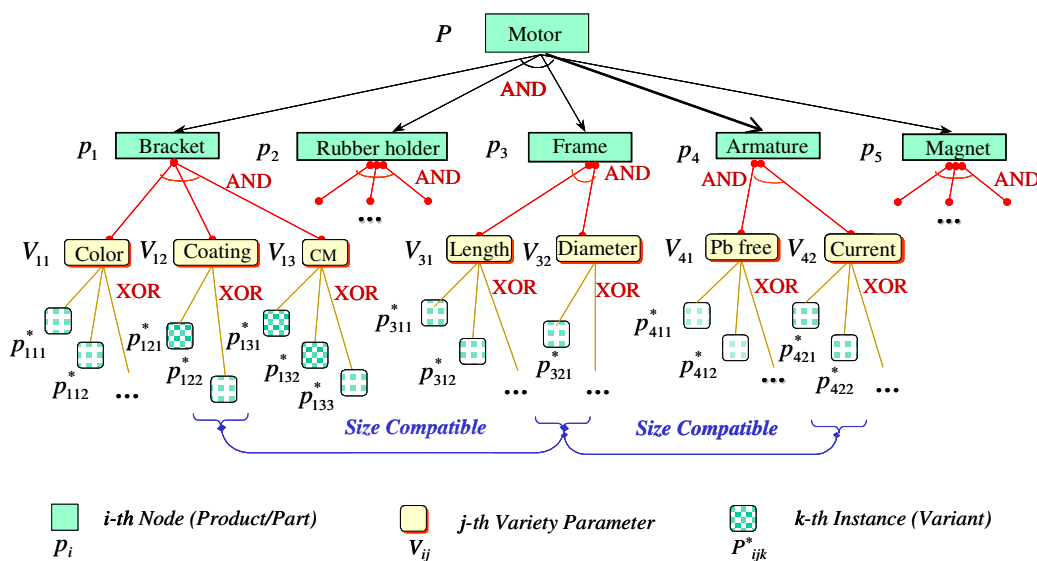 P Motor
AND
p1 Bracket p2 Rubber holder p3 Frame p4 Armature p5 Magnet
AND AND AND AND AND
... ...
V11 Color V12 Coating V13 CM V31 Length V32 Diameter V41 Pb free V42 Current
XOR XOR XOR XOR XOR XOR XOR
p*111 p*121 p*131 p*311 p*411
p*112 p*122 p*132 p*312 p*321 p*412 p*421
... p*133 ... ... ... p*422 ...
Size Compatible Size Compatible
i-th Node (Product/Part) j-th Variety Parameter k-th Instance (Variant)
pi Vij P*ijk